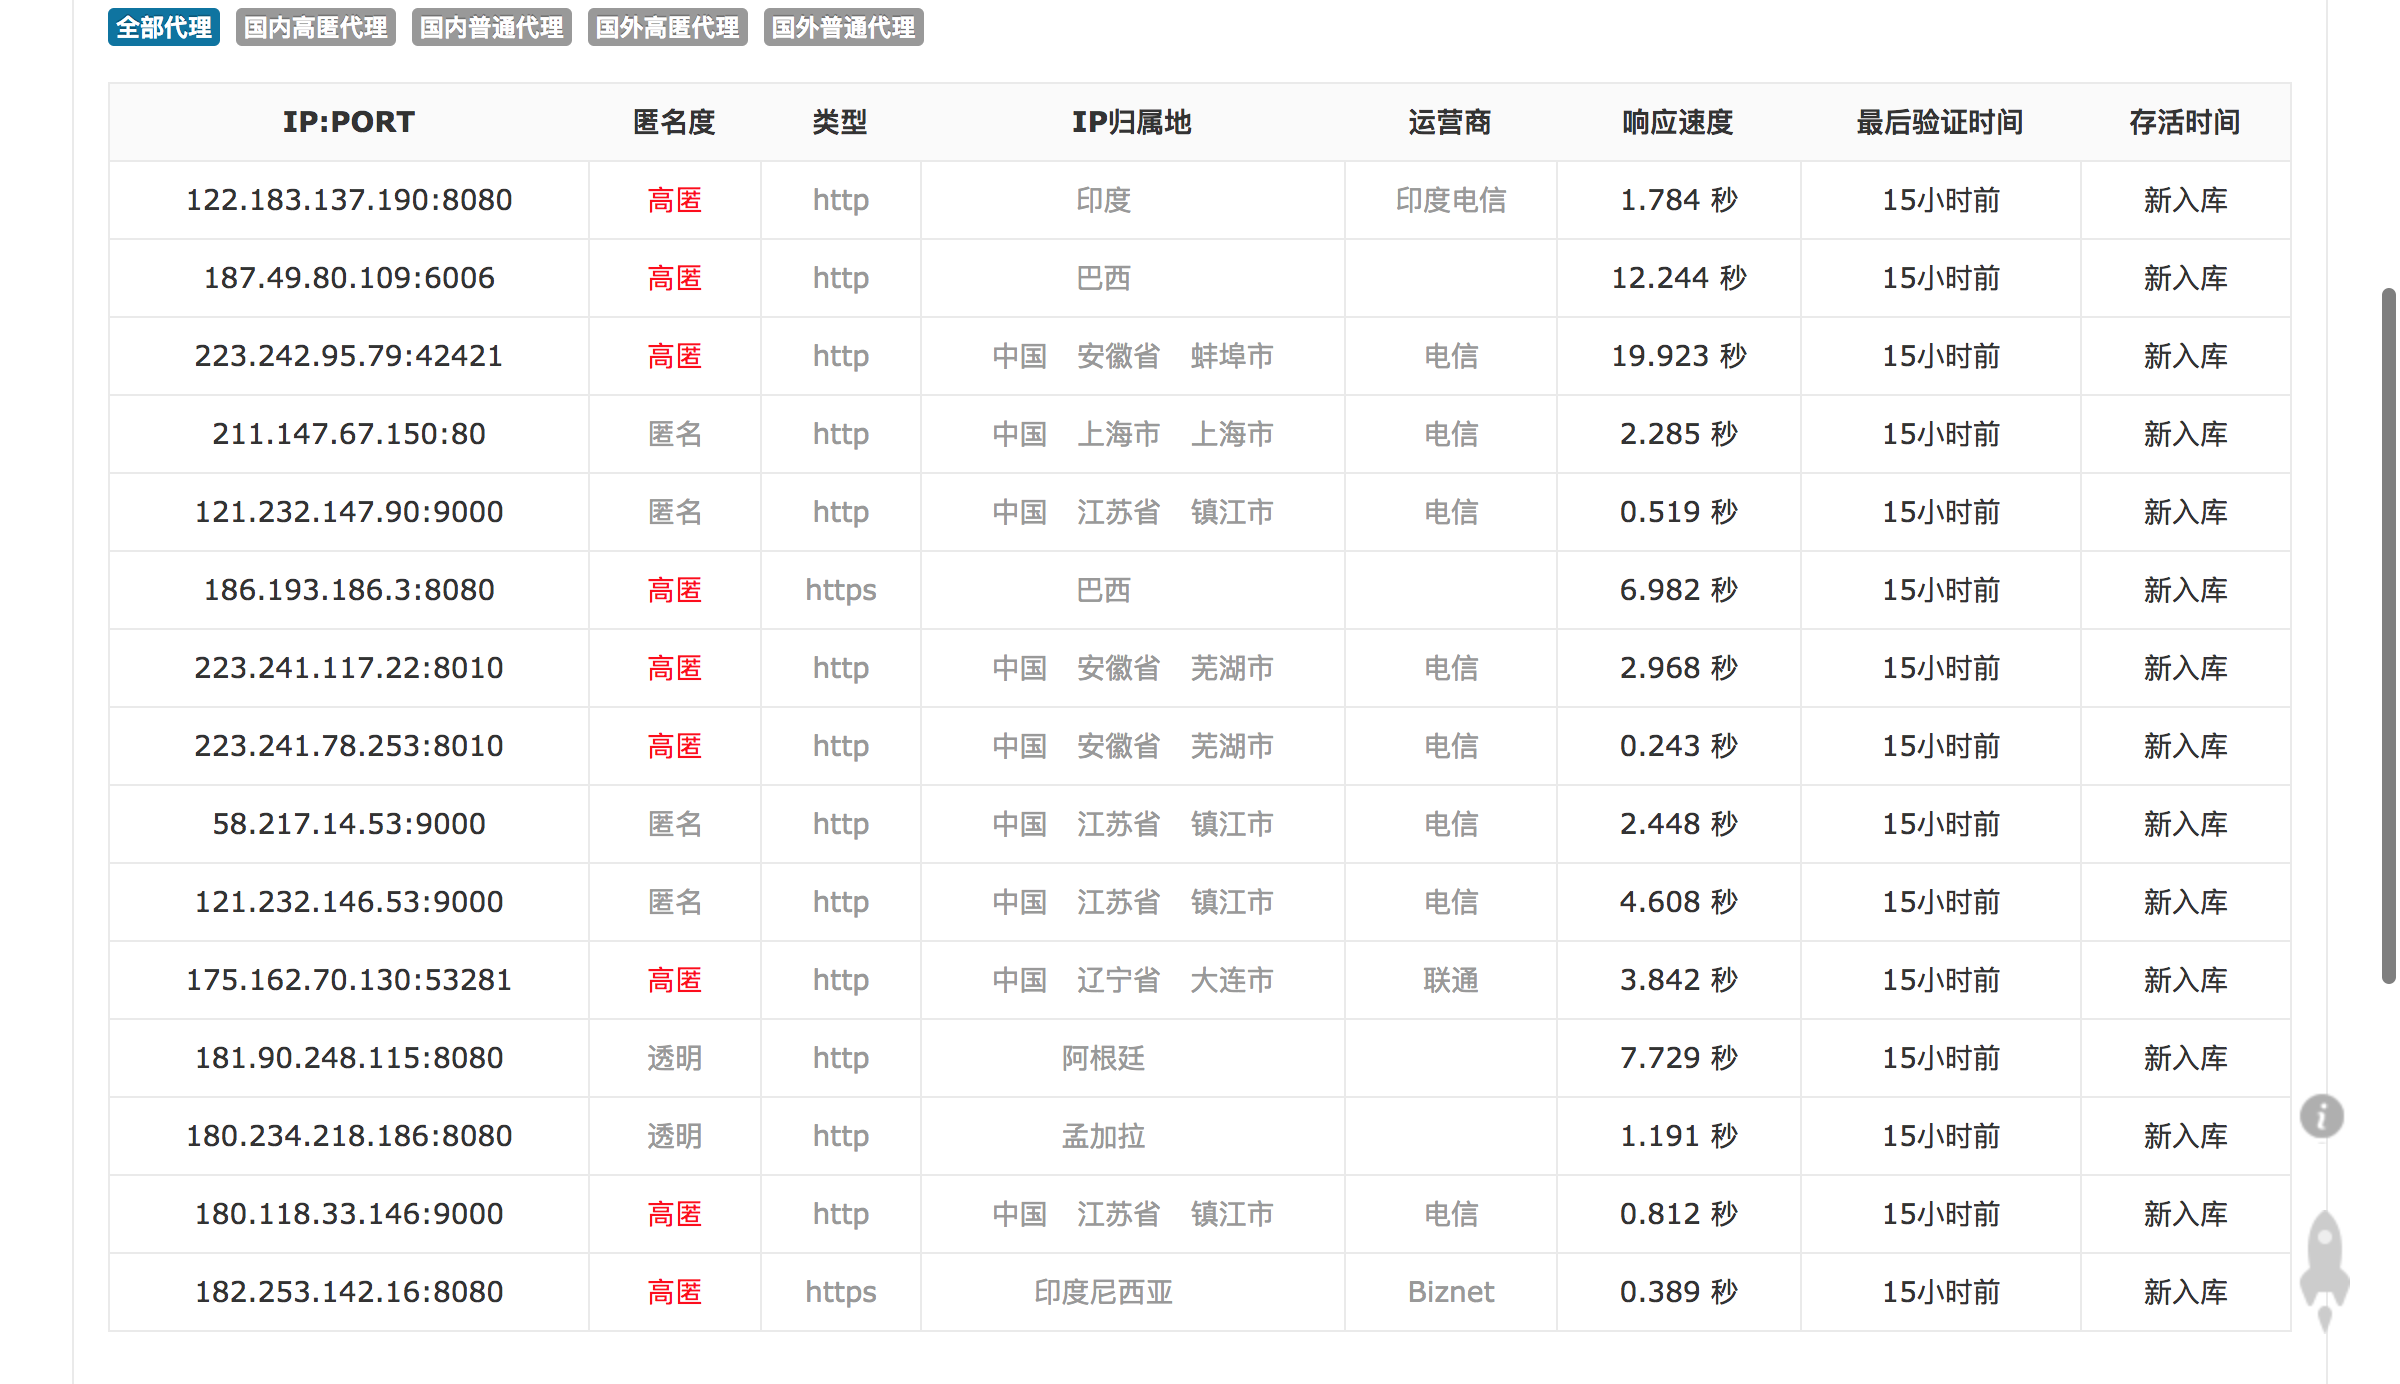 全部代理 国内高匿代理 国内普通代理 国外高匿代理 国外普通代理
IP:PORT 匿名度 类型 IP归属地 运营商 响应速度 最后验证时间 存活时间
122.183.137.190:8080 高匿 http 印度 印度电信 1.784 秒 15小时前 新入库
187.49.80.109:6006 高匿 http 巴西 12.244 秒 15小时前 新入库
223.242.95.79:42421 高匿 http 中国 安徽省 蚌埠市 电信 19.923 秒 15小时前 新入库
211.147.67.150:80 匿名 http 中国 上海市 上海市 电信 2.285 秒 15小时前 新入库
121.232.147.90:9000 匿名 http 中国 江苏省 镇江市 电信 0.519 秒 15小时前 新入库
186.193.186.3:8080 高匿 https 巴西 6.982 秒 15小时前 新入库
223.241.117.22:8010 高匿 http 中国 安徽省 芜湖市 电信 2.968 秒 15小时前 新入库
223.241.78.253:8010 高匿 http 中国 安徽省 芜湖市 电信 0.243 秒 15小时前 新入库
58.217.14.53:9000 匿名 http 中国 江苏省 镇江市 电信 2.448 秒 15小时前 新入库
121.232.146.53:9000 匿名 http 中国 江苏省 镇江市 电信 4.608 秒 15小时前 新入库
175.162.70.130:53281 高匿 http 中国 辽宁省 大连市 联通 3.842 秒 15小时前 新入库
181.90.248.115:8080 透明 http 阿根廷 7.729 秒 15小时前 新入库
180.234.218.186:8080 透明 http 孟加拉 1.191 秒 15小时前 新入库
180.118.33.146:9000 高匿 http 中国 江苏省 镇江市 电信 0.812 秒 15小时前 新入库
182.253.142.16:8080 高匿 https 印度尼西亚 Biznet 0.389 秒 15小时前 新入库